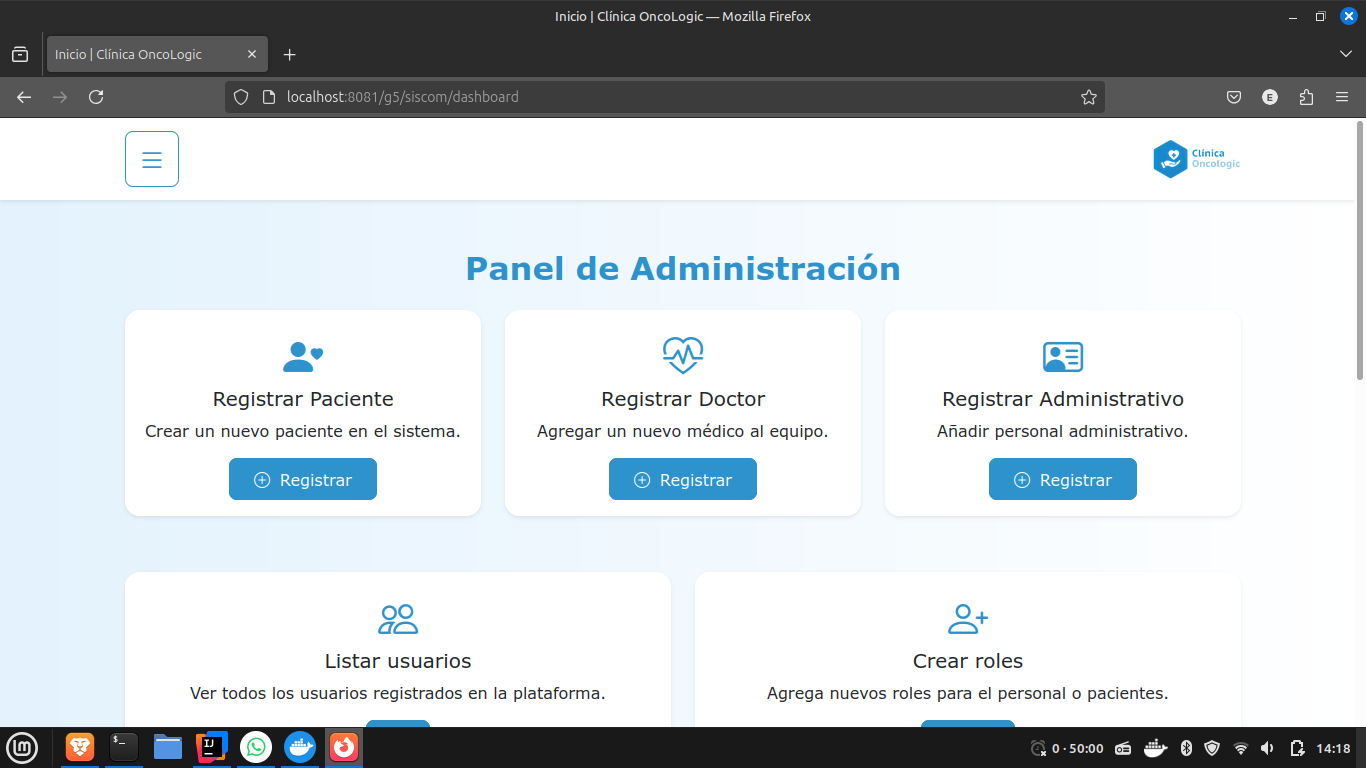 Inicio | Clínica OncoLogic — Mozilla Firefox
Inicio | Clínica OncoLogic
localhost:8081/g5/siscom/dashboard
E
Clínica
Oncologic
Panel de Administración
Registrar Paciente
Crear un nuevo paciente en el sistema.
Registrar
Registrar Doctor
Agregar un nuevo médico al equipo.
Registrar
Registrar Administrativo
Añadir personal administrativo.
Registrar
Listar usuarios
Ver todos los usuarios registrados en la plataforma.
Crear roles
Agrega nuevos roles para el personal o pacientes.
$_
IJ
0 · 50:00
14:18